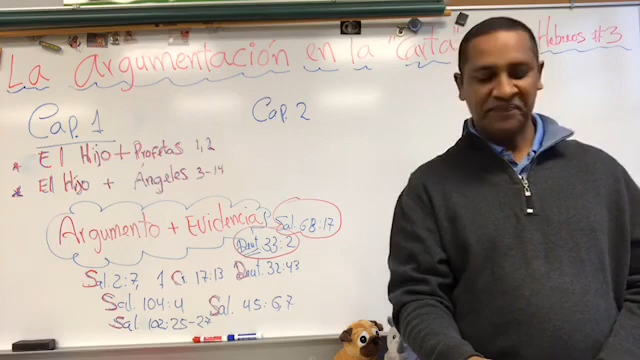 La Argumentación en la "Carta" Hebreos #3
Cap. 1
Cap. 2
El Hijo + Profetas 1,2
El Hijo + Ángeles 3-14
Argumento + Evidencias
Sal. 68:17
Deut. 33:2
Sal. 2:7, 1 Cr. 17:13 Deut. 32:43
Sal. 104:4 Sal. 45:6,7
Sal. 102:25-27